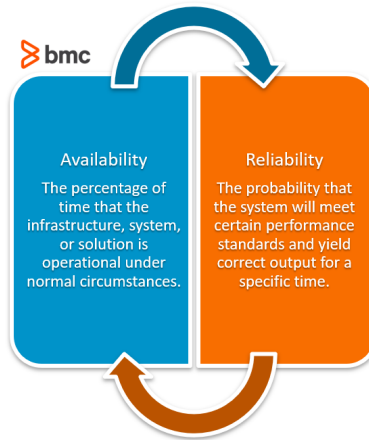 bmc
Availability
The percentage of
time that the
infrastructure, system,
or solution is
operational under
normal circumstances.
Reliability
The probability that
the system will meet
certain performance
standards and yield
correct output for a
specific time.